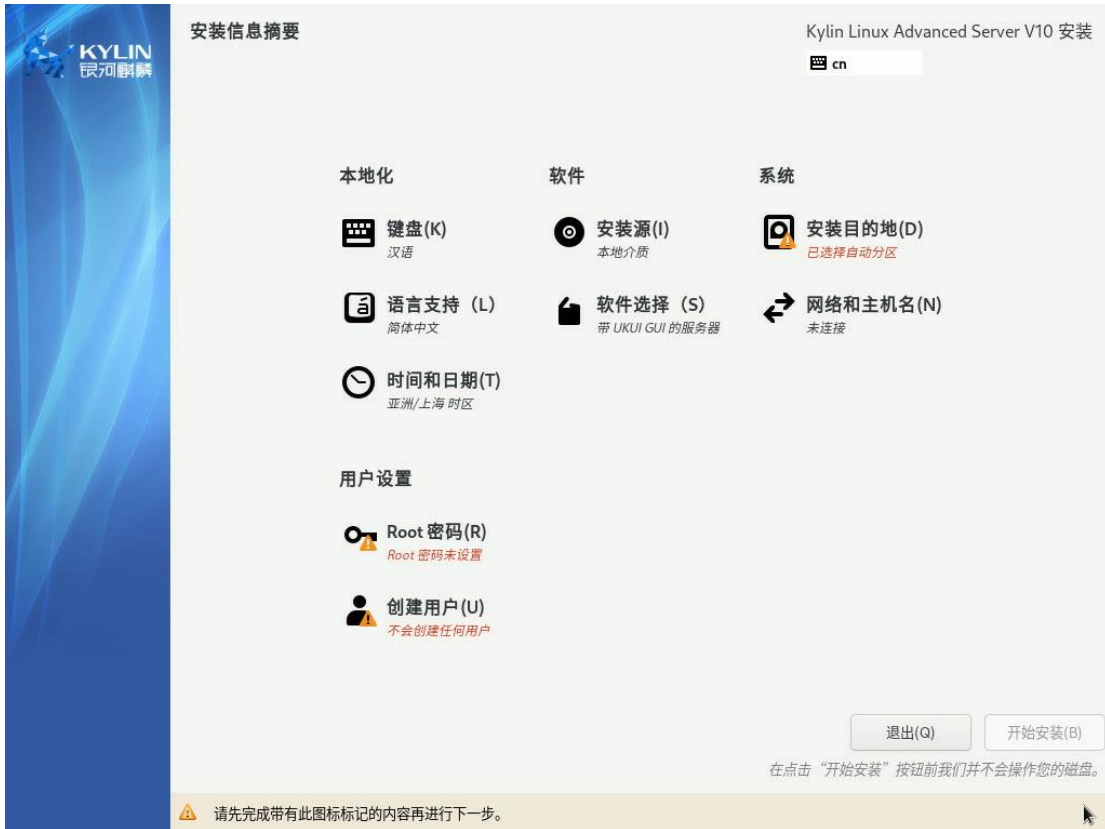 KYLIN
银河麒麟
安装信息摘要
Kylin Linux Advanced Server V10 安装
cn
本地化
键盘(K)
汉语
语言支持（L）
简体中文
时间和日期(T)
亚洲/上海 时区
软件
安装源(I)
本地介质
软件选择（S）
带 UKUI GUI 的服务器
系统
安装目的地(D)
已选择自动分区
网络和主机名(N)
未连接
用户设置
Root 密码(R)
Root 密码未设置
创建用户(U)
不会创建任何用户
退出(Q)
开始安装(B)
在点击“开始安装”按钮前我们并不会操作您的磁盘。
请先完成带有此图标标记的内容再进行下一步。